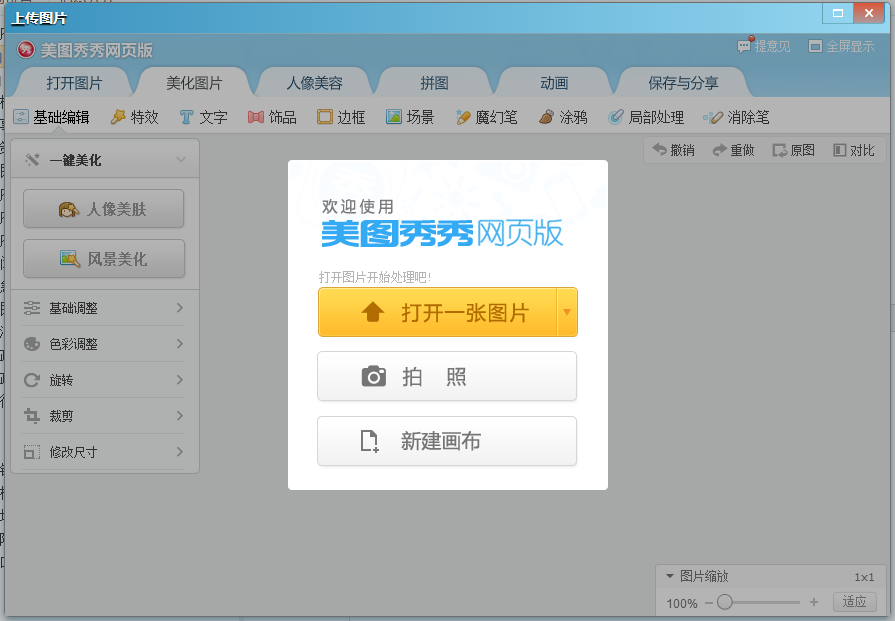 上传图片
美图秀秀网页版
提意见 全屏显示
打开图片 美化图片 人像美容 拼图 动画 保存与分享
基础编辑 特效 文字 饰品 边框 场景 魔幻笔 涂鸦 局部处理 消除笔
一键美化
撤销 重做 原图 对比
人像美肤
风景美化
基础调整
色彩调整
旋转
裁剪
修改尺寸
欢迎使用
美图秀秀网页版
打开图片开始处理吧!
打开一张图片
拍 照
新建画布
图片缩放 1x1
100% 适应